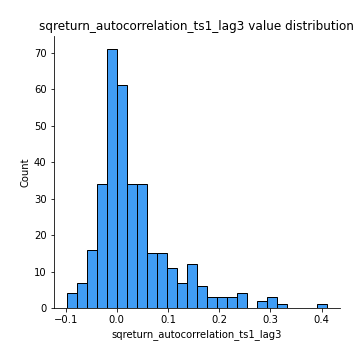 sqreturn_autocorrelation_ts1_lag3 value distribution
70
60
50
40
30
20
10
0
Count
−0.1 0.0 0.1 0.2 0.3 0.4
sqreturn_autocorrelation_ts1_lag3